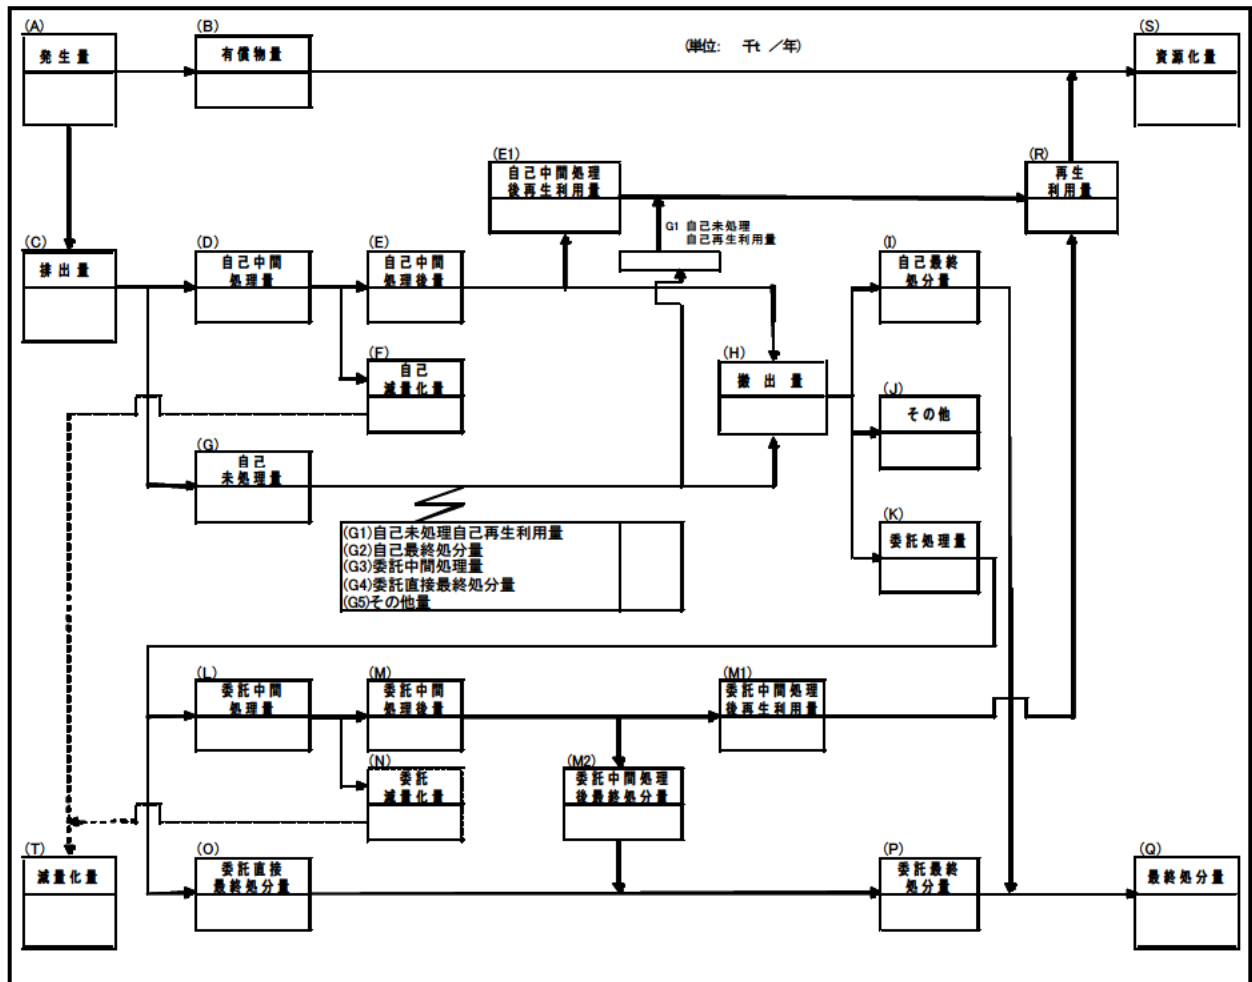 (A)
発生量
(B)
有償物量
(単位: 千t /年)
(S)
資源化量
(E1)
自己中間処理
後再生利用量
(R)
再生
利用量
G1 自己未処理
自己再生利用量
(C)
排出量
(D)
自己中間
処理量
(E)
自己中間
処理後量
(I)
自己最終
処分量
(F)
自己
減量化量
(H)
搬出量
(J)
その他
(G)
自己
未処理量
(G1)自己未処理自己再生利用量
(G2)自己最終処分量
(G3)委託中間処理量
(G4)委託直接最終処分量
(G5)その他量
(K)
委託処理量
(L)
委託中間
処理量
(M)
委託中間
処理後量
(M1)
委託中間処理
後再生利用量
(N)
委託
減量化量
(M2)
委託中間処理
後最終処分量
(T)
減量化量
(O)
委託直接
最終処分量
(P)
委託最終
処分量
(Q)
最終処分量